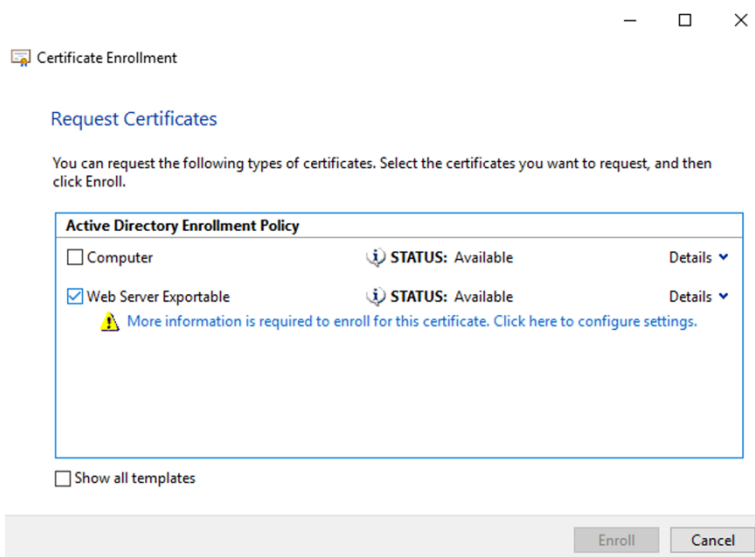 Certificate Enrollment
Request Certificates
You can request the following types of certificates. Select the certificates you want to request, and then
click Enroll.
Active Directory Enrollment Policy
Computer STATUS: Available Details
Web Server Exportable STATUS: Available Details
More information is required to enroll for this certificate. Click here to configure settings.
Show all templates
Enroll Cancel